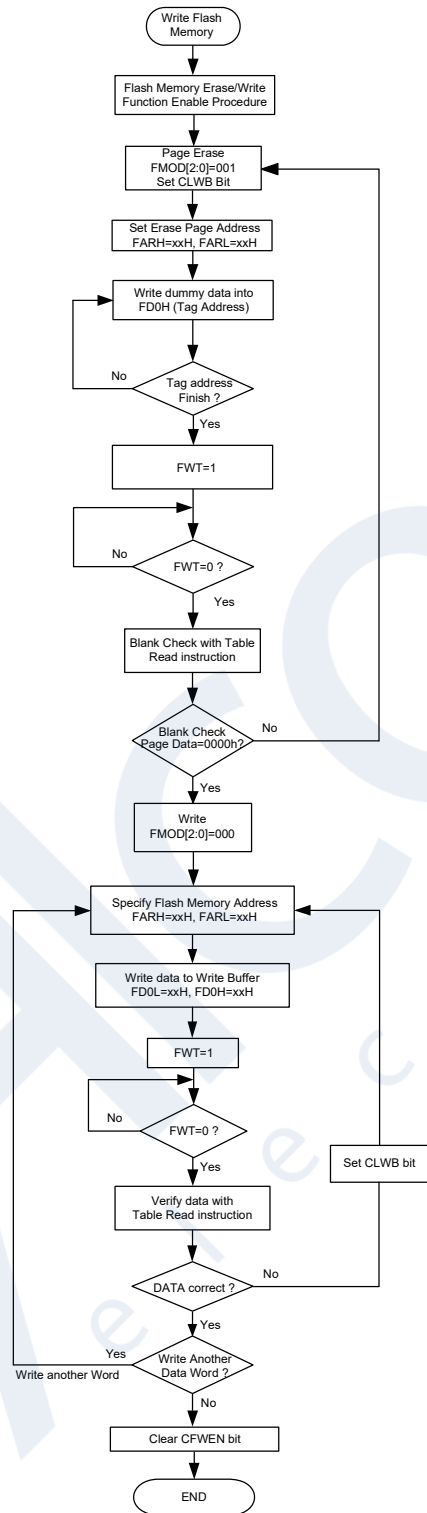 Write Flash
Memory
Flash Memory Erase/Write
Function Enable Procedure
Page Erase
FMOD[2:0]=001
Set CLWB Bit
Set Erase Page Address
FARH=xxH, FARL=xxH
Write dummy data into
FD0H (Tag Address)
No
Tag address
Finish ?
Yes
FWT=1
No
FWT=0 ?
Yes
Blank Check with Table
Read instruction
No
Blank Check
Page Data=0000h?
Yes
Write
FMOD[2:0]=000
Specify Flash Memory Address
FARH=xxH, FARL=xxH
Write data to Write Buffer
FD0L=xxH, FD0H=xxH
FWT=1
No
FWT=0 ?
Set CLWB bit
Yes
Verify data with
Table Read instruction
No
DATA correct ?
Yes
Yes
Write Another
Data Word ?
Write another Word
No
Clear CFWEN bit
END